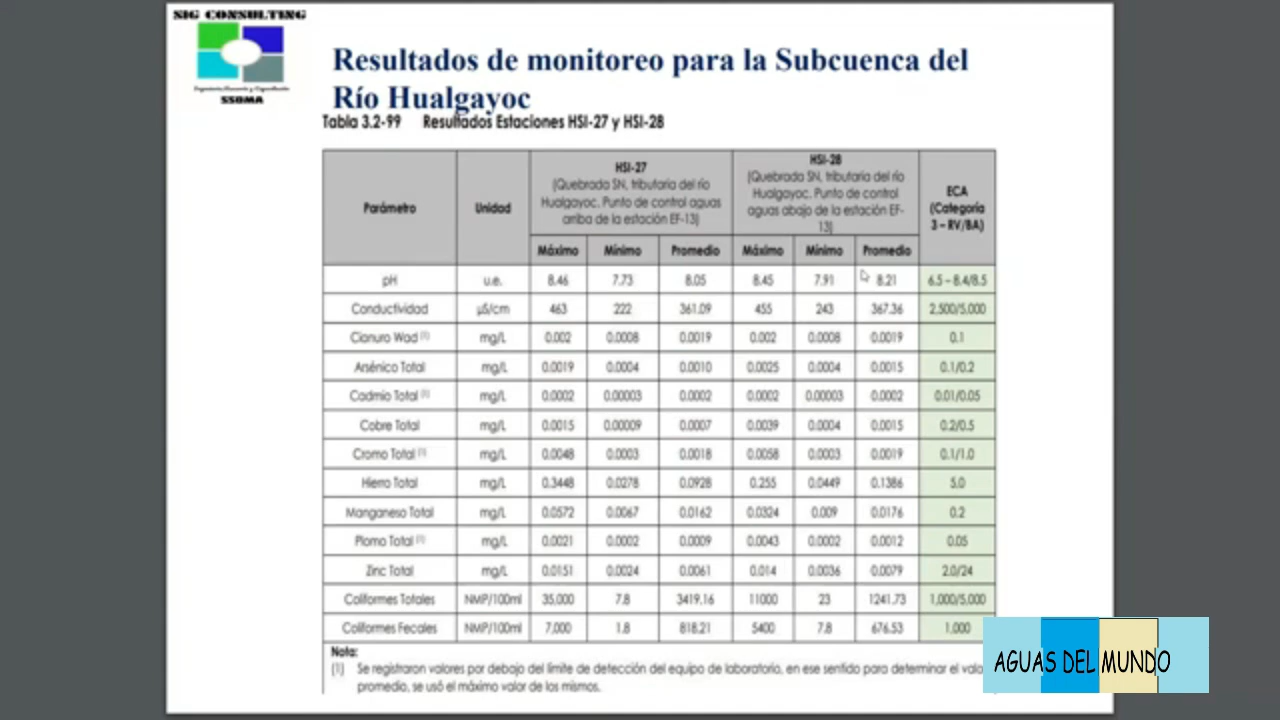 SIG CONSULTING
SSOMA
Resultados de monitoreo para la Subcuenca del
Río Hualgayoc
Tabla 3.2-99 Resultados Estaciones HSI-27 y HSI-28
Parámetro Unidad HSI-27 (Quebrada SN, tributaria del río Hualgayoc. Punto de control aguas arriba de la estación EF-13) HSI-28 (Quebrada SN, tributaria del río Hualgayoc. Punto de control aguas abajo de la estación EF-13) ECA (Categoría 3 – RV/BA)
Máximo Mínimo Promedio Máximo Mínimo Promedio
pH u.e. 8.46 7.73 8.05 8.45 7.91 8.21 6.5 – 8.4/8.5
Conductividad µS/cm 463 222 361.09 455 243 367.36 2,500/5,000
Cianuro Wad (1) mg/L 0.002 0.0008 0.0019 0.002 0.0008 0.0019 0.1
Arsénico Total mg/L 0.0019 0.0004 0.0010 0.0025 0.0004 0.0015 0.1/0.2
Cadmio Total (1) mg/L 0.0002 0.00003 0.0002 0.0002 0.00003 0.0002 0.01/0.05
Cobre Total mg/L 0.0015 0.00009 0.0007 0.0039 0.0004 0.0015 0.2/0.5
Cromo Total (1) mg/L 0.0048 0.0003 0.0018 0.0058 0.0003 0.0019 0.1/1.0
Hierro Total mg/L 0.3448 0.0278 0.0928 0.255 0.0449 0.1386 5.0
Manganeso Total mg/L 0.0572 0.0067 0.0162 0.0324 0.009 0.0176 0.2
Plomo Total (1) mg/L 0.0021 0.0002 0.0009 0.0043 0.0002 0.0012 0.05
Zinc Total mg/L 0.0151 0.0024 0.0061 0.014 0.0036 0.0079 2.0/24
Coliformes Totales NMP/100ml 35,000 7.8 3419.16 11000 23 1241.73 1,000/5,000
Coliformes Fecales NMP/100ml 7,000 1.8 818.21 5400 7.8 676.53 1,000
Nota:
(1) Se registraron valores por debajo del límite de detección del equipo de laboratorio, en ese sentido para determinar el valo
promedio, se usó el máximo valor de los mismos.
AGUAS DEL MUNDO